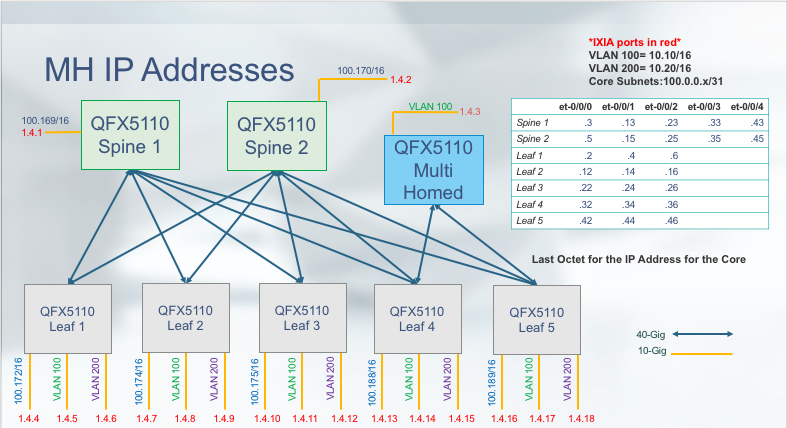 *IXIA ports in red*
VLAN 100= 10.10/16
VLAN 200= 10.20/16
Core Subnets:100.0.0.x/31
MH IP Addresses
100.170/16
1.4.2
100.169/16
1.4.1
VLAN 100
1.4.3
QFX5110
Spine 1
QFX5110
Spine 2
QFX5110
Multi
Homed
et-0/0/0 et-0/0/1 et-0/0/2 et-0/0/3 et-0/0/4
Spine 1 .3 .13 .23 .33 .43
Spine 2 .5 .15 .25 .35 .45
Leaf 1 .2 .4 .6
Leaf 2 .12 .14 .16
Leaf 3 .22 .24 .26
Leaf 4 .32 .34 .36
Leaf 5 .42 .44 .46
Last Octet for the IP Address for the Core
QFX5110
Leaf 1
QFX5110
Leaf 2
QFX5110
Leaf 3
QFX5110
Leaf 4
QFX5110
Leaf 5
40-Gig
10-Gig
100.172/16
VLAN 100
VLAN 200
100.174/16
VLAN 100
VLAN 200
100.175/16
VLAN 100
VLAN 200
100.188/16
VLAN 100
VLAN 200
100.189/16
VLAN 100
VLAN 200
1.4.4 1.4.5 1.4.6 1.4.7 1.4.8 1.4.9 1.4.10 1.4.11 1.4.12 1.4.13 1.4.14 1.4.15 1.4.16 1.4.17 1.4.18